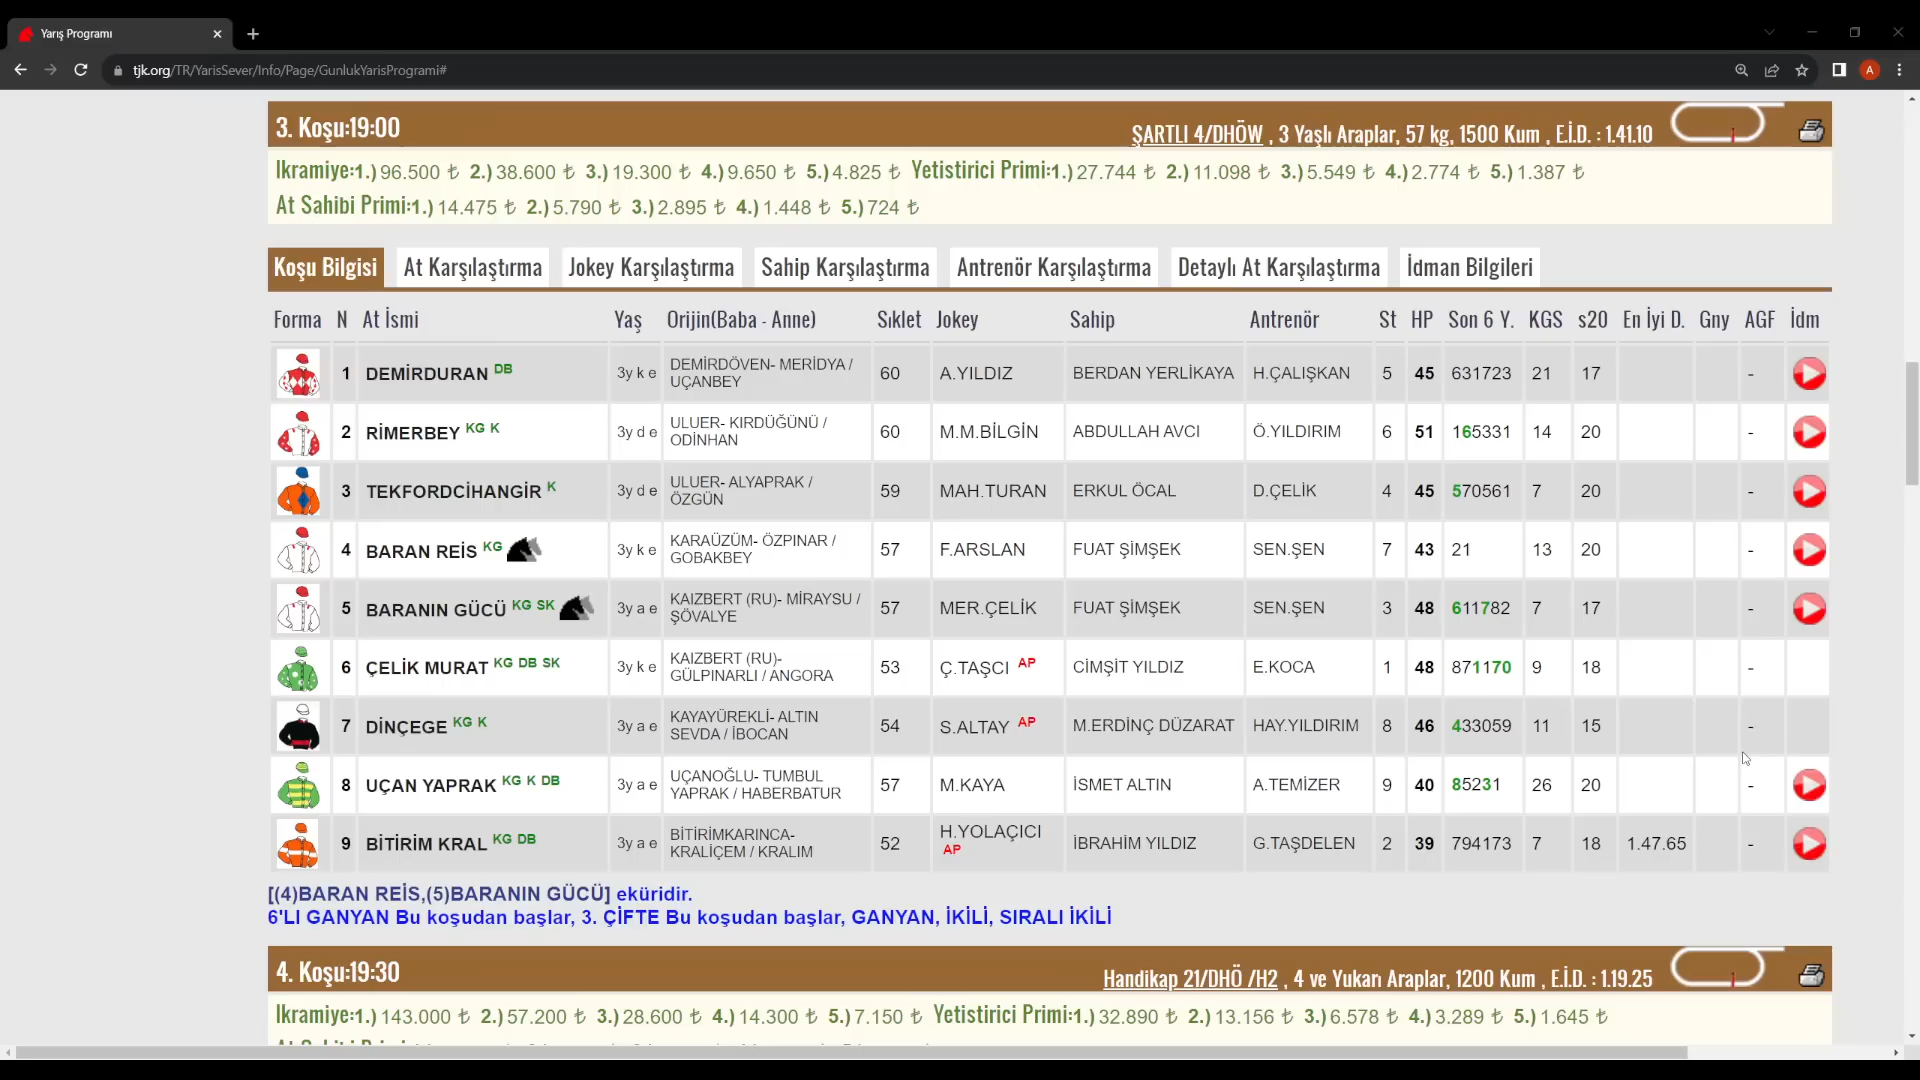 Yarış Programı
tjk.org/TR/YarisSever/Info/Page/GunlukYarisProgrami#
A
3. Koşu:19:00
ŞARTLI 4/DHÖW , 3 Yaşlı Araplar, 57 kg, 1500 Kum , E.İ.D. : 1.41.10
Ikramiye:1.) 96.500 ₺ 2.) 38.600 ₺ 3.) 19.300 ₺ 4.) 9.650 ₺ 5.) 4.825 ₺ Yetistirici Primi:1.) 27.744 ₺ 2.) 11.098 ₺ 3.) 5.549 ₺ 4.) 2.774 ₺ 5.) 1.387 ₺
At Sahibi Primi:1.) 14.475 ₺ 2.) 5.790 ₺ 3.) 2.895 ₺ 4.) 1.448 ₺ 5.) 724 ₺
Koşu Bilgisi At Karşılaştırma Jokey Karşılaştırma Sahip Karşılaştırma Antrenör Karşılaştırma Detaylı At Karşılaştırma İdman Bilgileri
Forma N At İsmi Yaş Orijin(Baba - Anne) Sıklet Jokey Sahip Antrenör St HP Son 6 Y. KGS s20 En İyi D. Gny AGF İdm
1 DEMİRDURAN DB 3y k e DEMİRDÖVEN- MERİDYA / UÇANBEY 60 A.YILDIZ BERDAN YERLİKAYA H.ÇALIŞKAN 5 45 631723 21 17 -
2 RİMERBEY KG K 3y d e ULUER- KIRDÜĞÜNÜ / ODİNHAN 60 M.M.BİLGİN ABDULLAH AVCI Ö.YILDIRIM 6 51 165331 14 20 -
3 TEKFORDCİHANGİR K 3y d e ULUER- ALYAPRAK / ÖZGÜN 59 MAH.TURAN ERKUL ÖCAL D.ÇELİK 4 45 570561 7 20 -
4 BARAN REİS KG 3y k e KARAÜZÜM- ÖZPINAR / GOBAKBEY 57 F.ARSLAN FUAT ŞİMŞEK SEN.ŞEN 7 43 21 13 20 -
5 BARANIN GÜCÜ KG SK 3y a e KAIZBERT (RU)- MİRAYSU / ŞÖVALYE 57 MER.ÇELİK FUAT ŞİMŞEK SEN.ŞEN 3 48 611782 7 17 -
6 ÇELİK MURAT KG DB SK 3y k e KAIZBERT (RU)- GÜLPINARLI / ANGORA 53 Ç.TAŞCI AP CİMŞİT YILDIZ E.KOCA 1 48 871170 9 18 -
7 DİNÇEGE KG K 3y a e KAYAYÜREKLİ- ALTIN SEVDA / İBOCAN 54 S.ALTAY AP M.ERDİNÇ DÜZARAT HAY.YILDIRIM 8 46 433059 11 15 -
8 UÇAN YAPRAK KG K DB 3y a e UÇANOĞLU- TUMBUL YAPRAK / HABERBATUR 57 M.KAYA İSMET ALTIN A.TEMİZER 9 40 85231 26 20 -
9 BİTİRİM KRAL KG DB 3y a e BİTİRİMKARINCA- KRALİÇEM / KRALIM 52 H.YOLAÇICI AP İBRAHİM YILDIZ G.TAŞDELEN 2 39 794173 7 18 1.47.65 -
[(4)BARAN REİS,(5)BARANIN GÜCÜ] eküridir.
6'LI GANYAN Bu koşudan başlar, 3. ÇİFTE Bu koşudan başlar, GANYAN, İKİLİ, SIRALI İKİLİ
4. Koşu:19:30
Handikap 21/DHÖ /H2 , 4 ve Yukarı Araplar, 1200 Kum , E.İ.D. : 1.19.25
Ikramiye:1.) 143.000 ₺ 2.) 57.200 ₺ 3.) 28.600 ₺ 4.) 14.300 ₺ 5.) 7.150 ₺ Yetistirici Primi:1.) 32.890 ₺ 2.) 13.156 ₺ 3.) 6.578 ₺ 4.) 3.289 ₺ 5.) 1.645 ₺